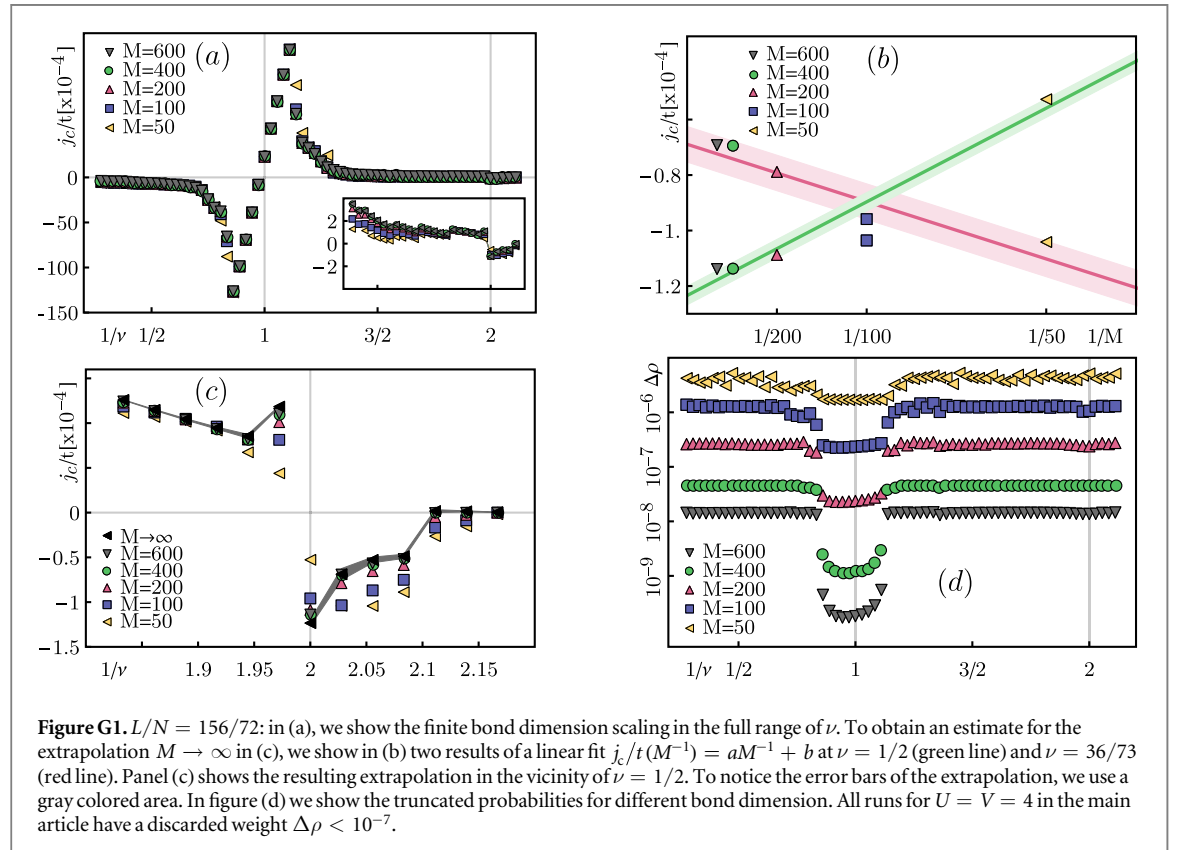 j_c/t[x10^−4]
M=600
M=400
M=200
M=100
M=50
(a)
0
-50
-100
-150
2
0
−2
1/ν
1/2
1
3/2
2
j_c/t[x10^−4]
M=600
M=400
M=200
M=100
M=50
(b)
−0.8
−1.
−1.2
1/200
1/100
1/50
1/M
j_c/t[x10^−4]
(c)
0
−0.5
−1
−1.5
M→∞
M=600
M=400
M=200
M=100
M=50
1/ν
1.9
1.95
2
2.05
2.1
2.15
Δρ
10^−6
10^−7
10^−8
10^−9
M=600
M=400
M=200
M=100
M=50
(d)
1/ν
1/2
1
3/2
2
Figure G1. L/N = 156/72: in (a), we show the finite bond dimension scaling in the full range of ν. To obtain an estimate for the
extrapolation M → ∞ in (c), we show in (b) two results of a linear fit j_c/t (M^−1) = aM^−1 + b at ν = 1/2 (green line) and ν = 36/73
(red line). Panel (c) shows the resulting extrapolation in the vicinity of ν = 1/2. To notice the error bars of the extrapolation, we use a
gray colored area. In figure (d) we show the truncated probabilities for different bond dimension. All runs for U = V = 4 in the main
article have a discarded weight Δρ < 10^−7.